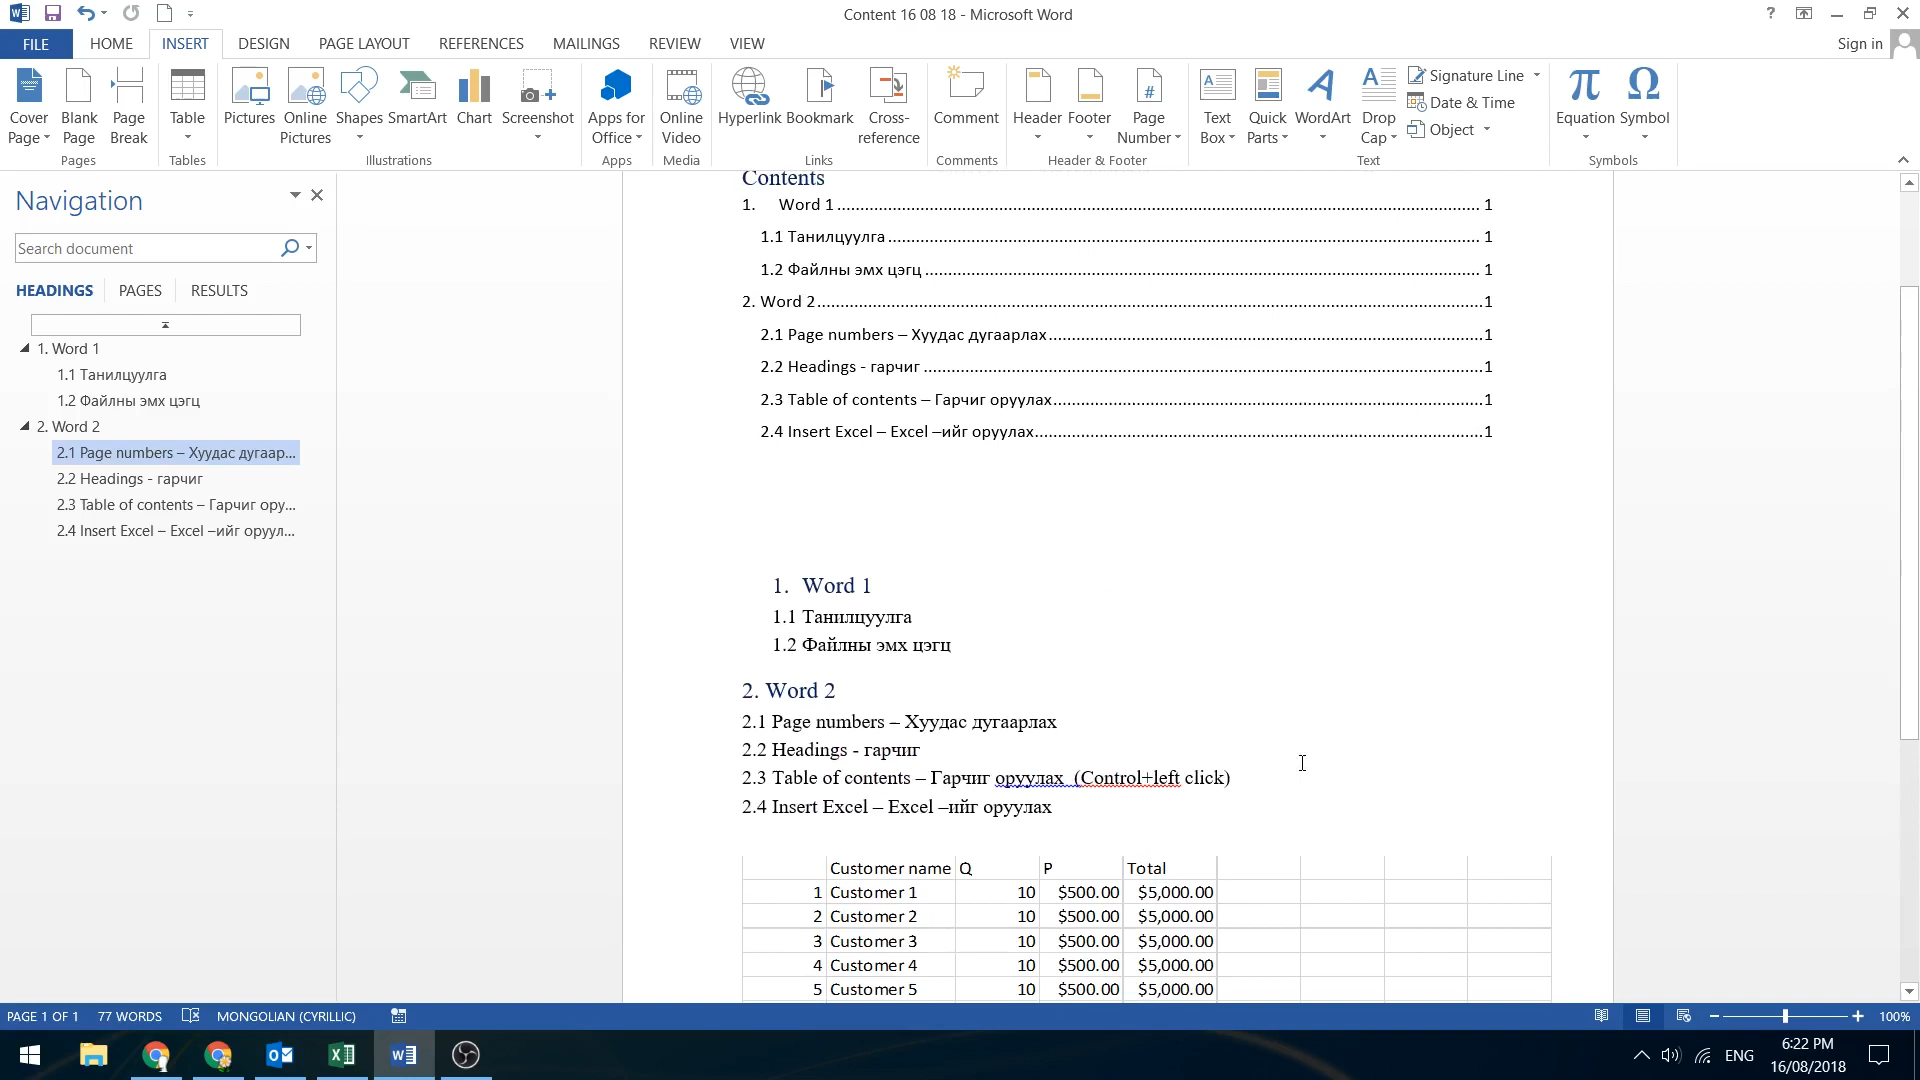 Content 16 08 18 - Microsoft Word
?
FILE HOME INSERT DESIGN PAGE LAYOUT REFERENCES MAILINGS REVIEW VIEW Sign in
Cover Page
Blank Page
Page Break
Pages
Table
Tables
Pictures
Online Pictures
Shapes
SmartArt
Chart
Screenshot
Illustrations
Apps for Office
Apps
Online Video
Media
Hyperlink
Bookmark
Cross-reference
Links
Comment
Comments
Header
Footer
Page Number
Header & Footer
Text Box
Quick Parts
WordArt
Drop Cap
Signature Line
Date & Time
Object
Text
π Equation
Ω Symbol
Symbols
Navigation
Search document
HEADINGS PAGES RESULTS
1. Word 1
1.1 Танилцуулга
1.2 Файлны эмх цэгц
2. Word 2
2.1 Page numbers – Хуудас дугаар...
2.2 Headings - гарчиг
2.3 Table of contents – Гарчиг ору...
2.4 Insert Excel – Excel –ийг оруул...
Contents
1. Word 1 ........ 1
1.1 Танилцуулга ........ 1
1.2 Файлны эмх цэгц ........ 1
2. Word 2 ........ 1
2.1 Page numbers – Хуудас дугаарлах ........ 1
2.2 Headings - гарчиг ........ 1
2.3 Table of contents – Гарчиг оруулах ........ 1
2.4 Insert Excel – Excel –ийг оруулах ........ 1
1. Word 1
1.1 Танилцуулга
1.2 Файлны эмх цэгц
2. Word 2
2.1 Page numbers – Хуудас дугаарлах
2.2 Headings - гарчиг
2.3 Table of contents – Гарчиг оруулах (Control+left click)
2.4 Insert Excel – Excel –ийг оруулах
Customer name Q P Total
1 Customer 1 10 $500.00 $5,000.00
2 Customer 2 10 $500.00 $5,000.00
3 Customer 3 10 $500.00 $5,000.00
4 Customer 4 10 $500.00 $5,000.00
5 Customer 5 10 $500.00 $5,000.00
PAGE 1 OF 1 77 WORDS MONGOLIAN (CYRILLIC) 100%
ENG
6:22 PM
16/08/2018